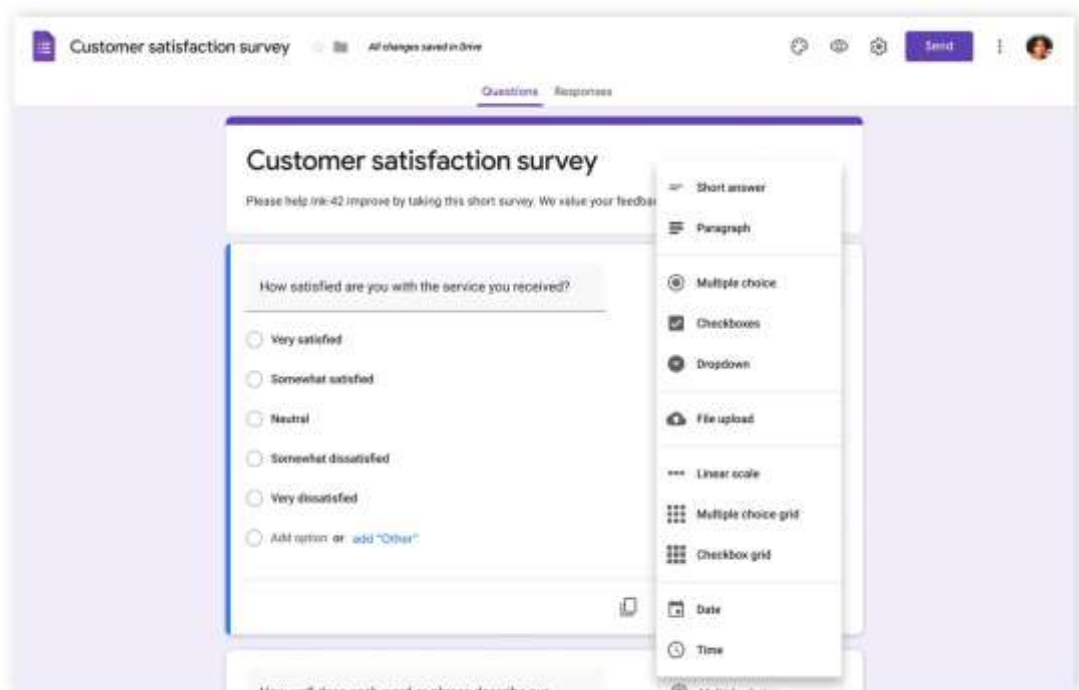 Customer satisfaction survey
All changes saved in Drive
Send
Questions Responses
Customer satisfaction survey
Please help Ink-42 improve by taking this short survey. We value your
How satisfied are you with the service you received?
Very satisfied
Somewhat satisfied
Neutral
Somewhat dissatisfied
Very dissatisfied
Add option or add "Other"
Short answer
Paragraph
Multiple choice
Checkboxes
Dropdown
File upload
Linear scale
Multiple choice grid
Checkbox grid
Date
Time